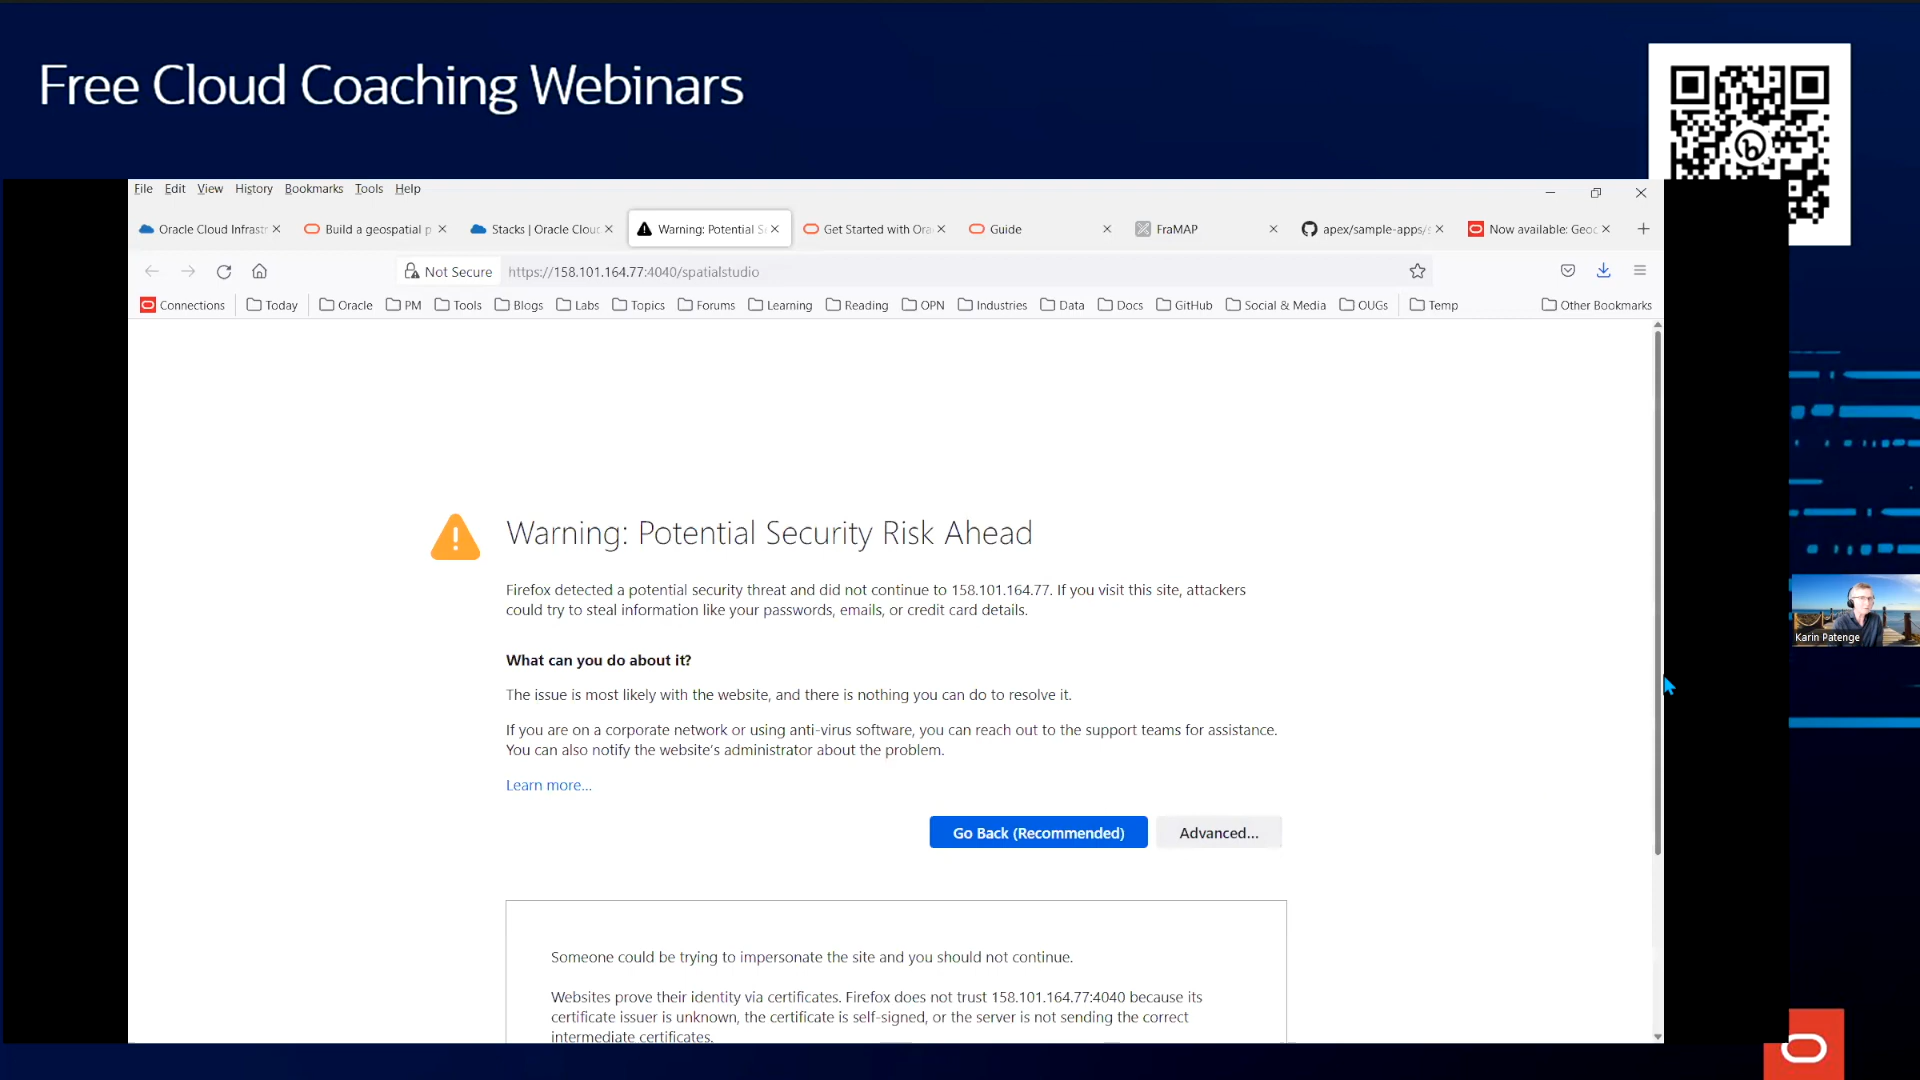 Free Cloud Coaching Webinars
File Edit View History Bookmarks Tools Help
Oracle Cloud Infrast
Build a geospatial p
Stacks | Oracle Clou
Warning: Potential S
Get Started with Ora
Guide
FraMAP
apex/sample-apps/
Now available: Geoc
Not Secure https://158.101.164.77:4040/spatialstudio
Connections Today Oracle PM Tools Blogs Labs Topics Forums Learning Reading OPN Industries Data Docs GitHub Social & Media OUGs Temp Other Bookmarks
Warning: Potential Security Risk Ahead
Firefox detected a potential security threat and did not continue to 158.101.164.77. If you visit this site, attackers
could try to steal information like your passwords, emails, or credit card details.
What can you do about it?
The issue is most likely with the website, and there is nothing you can do to resolve it.
If you are on a corporate network or using anti-virus software, you can reach out to the support teams for assistance.
You can also notify the website's administrator about the problem.
Learn more...
Go Back (Recommended) Advanced...
Someone could be trying to impersonate the site and you should not continue.
Websites prove their identity via certificates. Firefox does not trust 158.101.164.77:4040 because its
certificate issuer is unknown, the certificate is self-signed, or the server is not sending the correct
intermediate certificates.
Karin Patenge